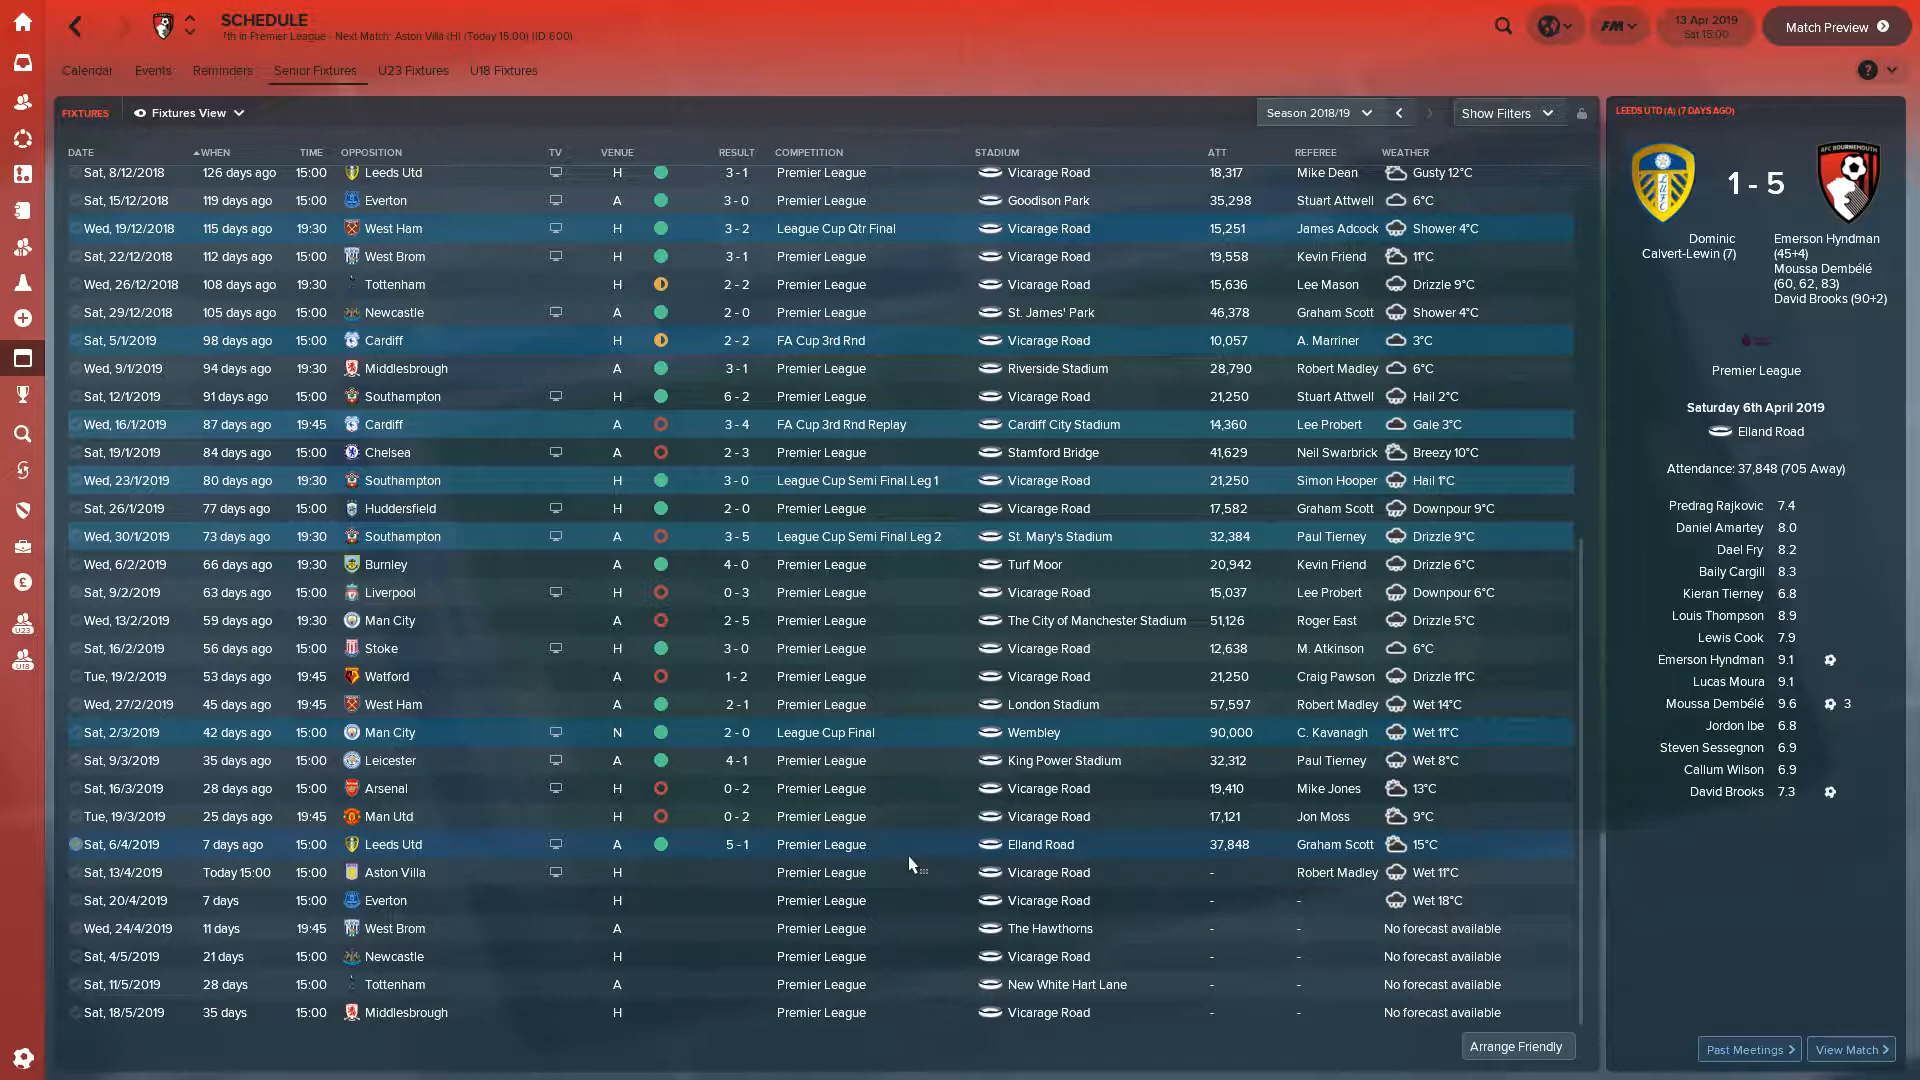 SCHEDULE
7th in Premier League - Next Match: Aston Villa (H) (Today 15:00) (ID:600)
FM
13 Apr 2019
Sat 15:00
Match Preview
Calendar Events Reminders Senior Fixtures U23 Fixtures U18 Fixtures
?
FIXTURES Fixtures View Season 2018/19 Show Filters
DATE WHEN TIME OPPOSITION TV VENUE RESULT COMPETITION STADIUM ATT REFEREE WEATHER
Sat, 8/12/2018 126 days ago 15:00 Leeds Utd H 3 - 1 Premier League Vicarage Road 18,317 Mike Dean Gusty 12°C
Sat, 15/12/2018 119 days ago 15:00 Everton A 3 - 0 Premier League Goodison Park 35,298 Stuart Attwell 6°C
Wed, 19/12/2018 115 days ago 19:30 West Ham H 3 - 2 League Cup Qtr Final Vicarage Road 15,251 James Adcock Shower 4°C
Sat, 22/12/2018 112 days ago 15:00 West Brom H 3 - 1 Premier League Vicarage Road 19,558 Kevin Friend 11°C
Wed, 26/12/2018 108 days ago 19:30 Tottenham H 2 - 2 Premier League Vicarage Road 15,636 Lee Mason Drizzle 9°C
Sat, 29/12/2018 105 days ago 15:00 Newcastle A 2 - 0 Premier League St. James' Park 46,378 Graham Scott Shower 4°C
Sat, 5/1/2019 98 days ago 15:00 Cardiff H 2 - 2 FA Cup 3rd Rnd Vicarage Road 10,057 A. Marriner 3°C
Wed, 9/1/2019 94 days ago 19:30 Middlesbrough A 3 - 1 Premier League Riverside Stadium 28,790 Robert Madley 6°C
Sat, 12/1/2019 91 days ago 15:00 Southampton H 6 - 2 Premier League Vicarage Road 21,250 Stuart Attwell Hail 2°C
Wed, 16/1/2019 87 days ago 19:45 Cardiff A 3 - 4 FA Cup 3rd Rnd Replay Cardiff City Stadium 14,360 Lee Probert Gale 3°C
Sat, 19/1/2019 84 days ago 15:00 Chelsea A 2 - 3 Premier League Stamford Bridge 41,629 Neil Swarbrick Breezy 10°C
Wed, 23/1/2019 80 days ago 19:30 Southampton H 3 - 0 League Cup Semi Final Leg 1 Vicarage Road 21,250 Simon Hooper Hail 1°C
Sat, 26/1/2019 77 days ago 15:00 Huddersfield H 2 - 0 Premier League Vicarage Road 17,582 Graham Scott Downpour 9°C
Wed, 30/1/2019 73 days ago 19:30 Southampton A 3 - 5 League Cup Semi Final Leg 2 St. Mary's Stadium 32,384 Paul Tierney Drizzle 9°C
Wed, 6/2/2019 66 days ago 19:30 Burnley A 4 - 0 Premier League Turf Moor 20,942 Kevin Friend Drizzle 6°C
Sat, 9/2/2019 63 days ago 15:00 Liverpool H 0 - 3 Premier League Vicarage Road 15,037 Lee Probert Downpour 6°C
Wed, 13/2/2019 59 days ago 19:30 Man City A 2 - 5 Premier League The City of Manchester Stadium 51,126 Roger East Drizzle 5°C
Sat, 16/2/2019 56 days ago 15:00 Stoke H 3 - 0 Premier League Vicarage Road 12,638 M. Atkinson 6°C
Tue, 19/2/2019 53 days ago 19:45 Watford A 1 - 2 Premier League Vicarage Road 21,250 Craig Pawson Drizzle 11°C
Wed, 27/2/2019 45 days ago 19:45 West Ham A 2 - 1 Premier League London Stadium 57,597 Robert Madley Wet 14°C
Sat, 2/3/2019 42 days ago 15:00 Man City N 2 - 0 League Cup Final Wembley 90,000 C. Kavanagh Wet 11°C
Sat, 9/3/2019 35 days ago 15:00 Leicester A 4 - 1 Premier League King Power Stadium 32,312 Paul Tierney Wet 8°C
Sat, 16/3/2019 28 days ago 15:00 Arsenal H 0 - 2 Premier League Vicarage Road 19,410 Mike Jones 13°C
Tue, 19/3/2019 25 days ago 19:45 Man Utd H 0 - 2 Premier League Vicarage Road 17,121 Jon Moss 9°C
Sat, 6/4/2019 7 days ago 15:00 Leeds Utd A 5 - 1 Premier League Elland Road 37,848 Graham Scott 15°C
Sat, 13/4/2019 Today 15:00 15:00 Aston Villa H Premier League Vicarage Road - Robert Madley Wet 11°C
Sat, 20/4/2019 7 days 15:00 Everton H Premier League Vicarage Road - - Wet 18°C
Wed, 24/4/2019 11 days 19:45 West Brom A Premier League The Hawthorns - - No forecast available
Sat, 4/5/2019 21 days 15:00 Newcastle H Premier League Vicarage Road - - No forecast available
Sat, 11/5/2019 28 days 15:00 Tottenham A Premier League New White Hart Lane - - No forecast available
Sat, 18/5/2019 35 days 15:00 Middlesbrough H Premier League Vicarage Road - - No forecast available
Arrange Friendly
U23
U18
LEEDS UTD (A) (7 DAYS AGO)
AFC BOURNEMOUTH
1 - 5
Dominic
Calvert-Lewin (7)
Emerson Hyndman
(45+4)
Moussa Dembélé
(60, 62, 83)
David Brooks (90+2)
Premier League
Saturday 6th April 2019
Elland Road
Attendance: 37,848 (705 Away)
Predrag Rajkovic 7.4
Daniel Amartey 8.0
Dael Fry 8.2
Baily Cargill 8.3
Kieran Tierney 6.8
Louis Thompson 8.9
Lewis Cook 7.9
Emerson Hyndman 9.1
Lucas Moura 9.1
Moussa Dembélé 9.6 3
Jordon Ibe 6.8
Steven Sessegnon 6.9
Callum Wilson 6.9
David Brooks 7.3
Past Meetings View Match